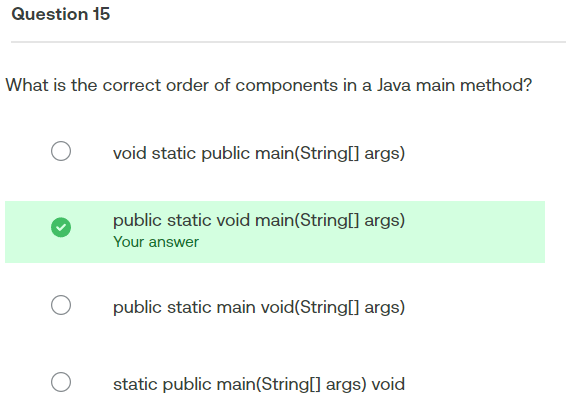 Question 15
What is the correct order of components in a Java main method?
void static public main(String[] args)
public static void main(String[] args)
Your answer
public static main void(String[] args)
static public main(String[] args) void